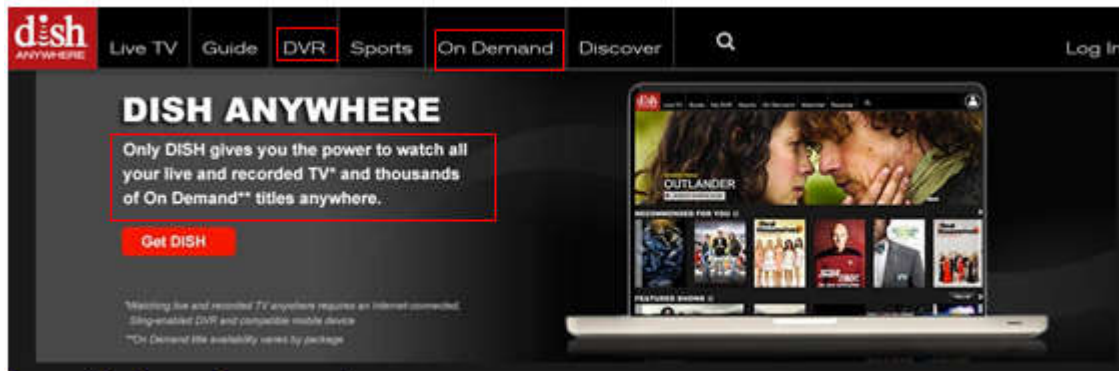 dish
ANYWHERE
Live TV Guide DVR Sports On Demand Discover Log In
DISH ANYWHERE
Only DISH gives you the power to watch all
your live and recorded TV* and thousands
of On Demand** titles anywhere.
Get DISH
*Watching live and recorded TV anywhere requires an Internet-connected,
Sling-enabled DVR and compatible mobile device
**On Demand title availability varies by package
dish
OUTLANDER
RECOMMENDED FOR YOU
FEATURED SHOWS